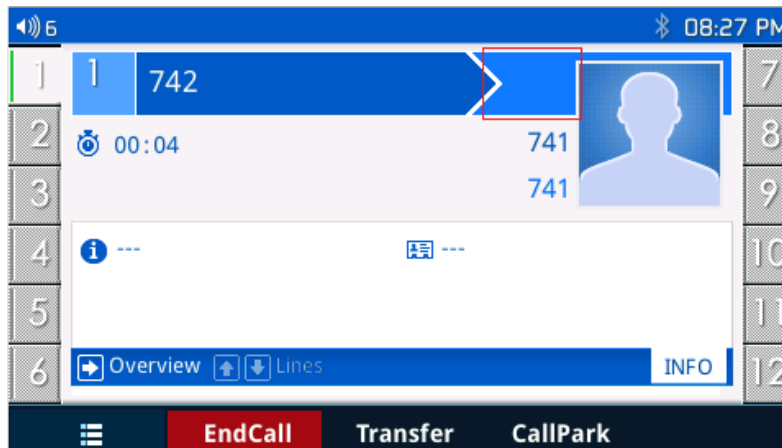 6 08:27 PM
1 1 742 7
2 00:04 741 8
3 741 9
4 --- --- 10
5 11
6 Overview Lines INFO 12
EndCall Transfer CallPark